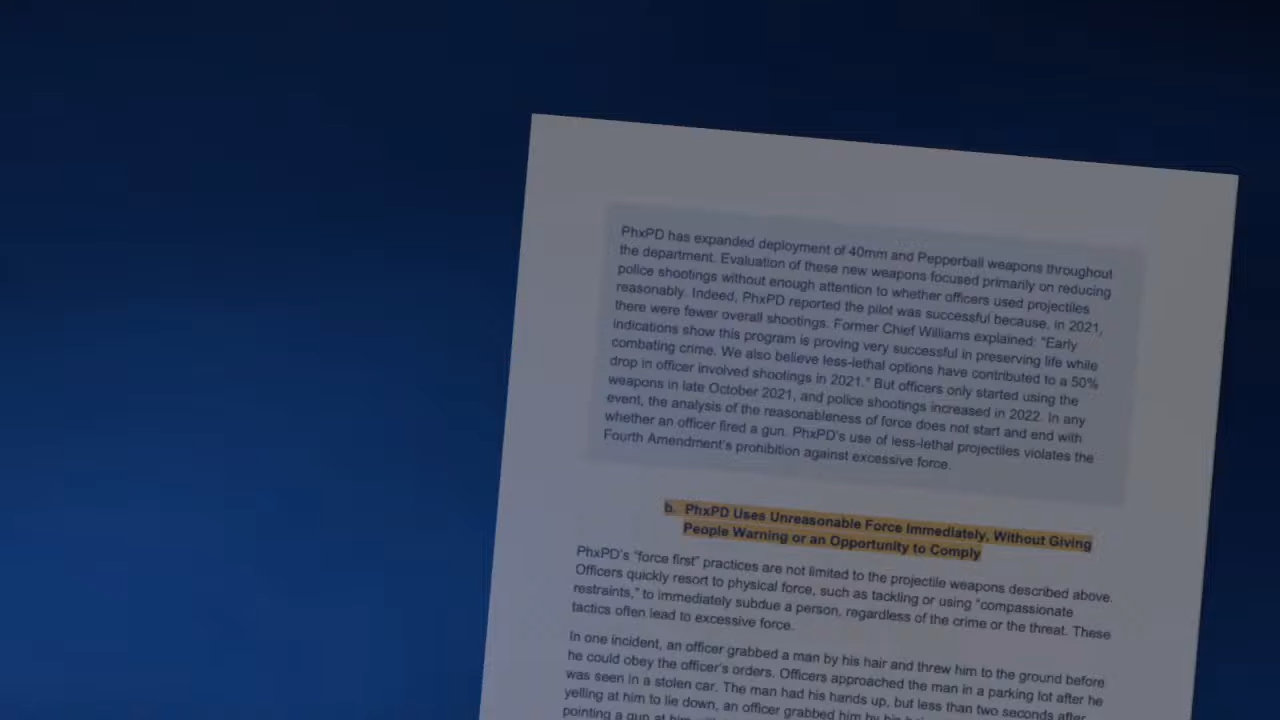 PhxPD has expanded deployment of 40mm and Pepperball weapons throughout
the department. Evaluation of these new weapons focused primarily on reducing
police shootings without enough attention to whether officers used projectiles
reasonably. Indeed, PhxPD reported the pilot was successful because, in 2021,
there were fewer overall shootings. Former Chief Williams explained: "Early
indications show this program is proving very successful in preserving life while
combating crime. We also believe less-lethal options have contributed to a 50%
drop in officer involved shootings in 2021." But officers only started using the
weapons in late October 2021, and police shootings increased in 2022. In any
event, the analysis of the reasonableness of force does not start and end with
whether an officer fired a gun. PhxPD's use of less-lethal projectiles violates the
Fourth Amendment's prohibition against excessive force.
b. PhxPD Uses Unreasonable Force Immediately, Without Giving
People Warning or an Opportunity to Comply
PhxPD's "force first" practices are not limited to the projectile weapons described above.
Officers quickly resort to physical force, such as tackling or using "compassionate
restraints," to immediately subdue a person, regardless of the crime or the threat. These
tactics often lead to excessive force.
In one incident, an officer grabbed a man by his hair and threw him to the ground before
he could obey the officer's orders. Officers approached the man in a parking lot after he
was seen in a stolen car. The man had his hands up, but less than two seconds after
yelling at him to lie down, an officer grabbed him by his
pointing a gun at him